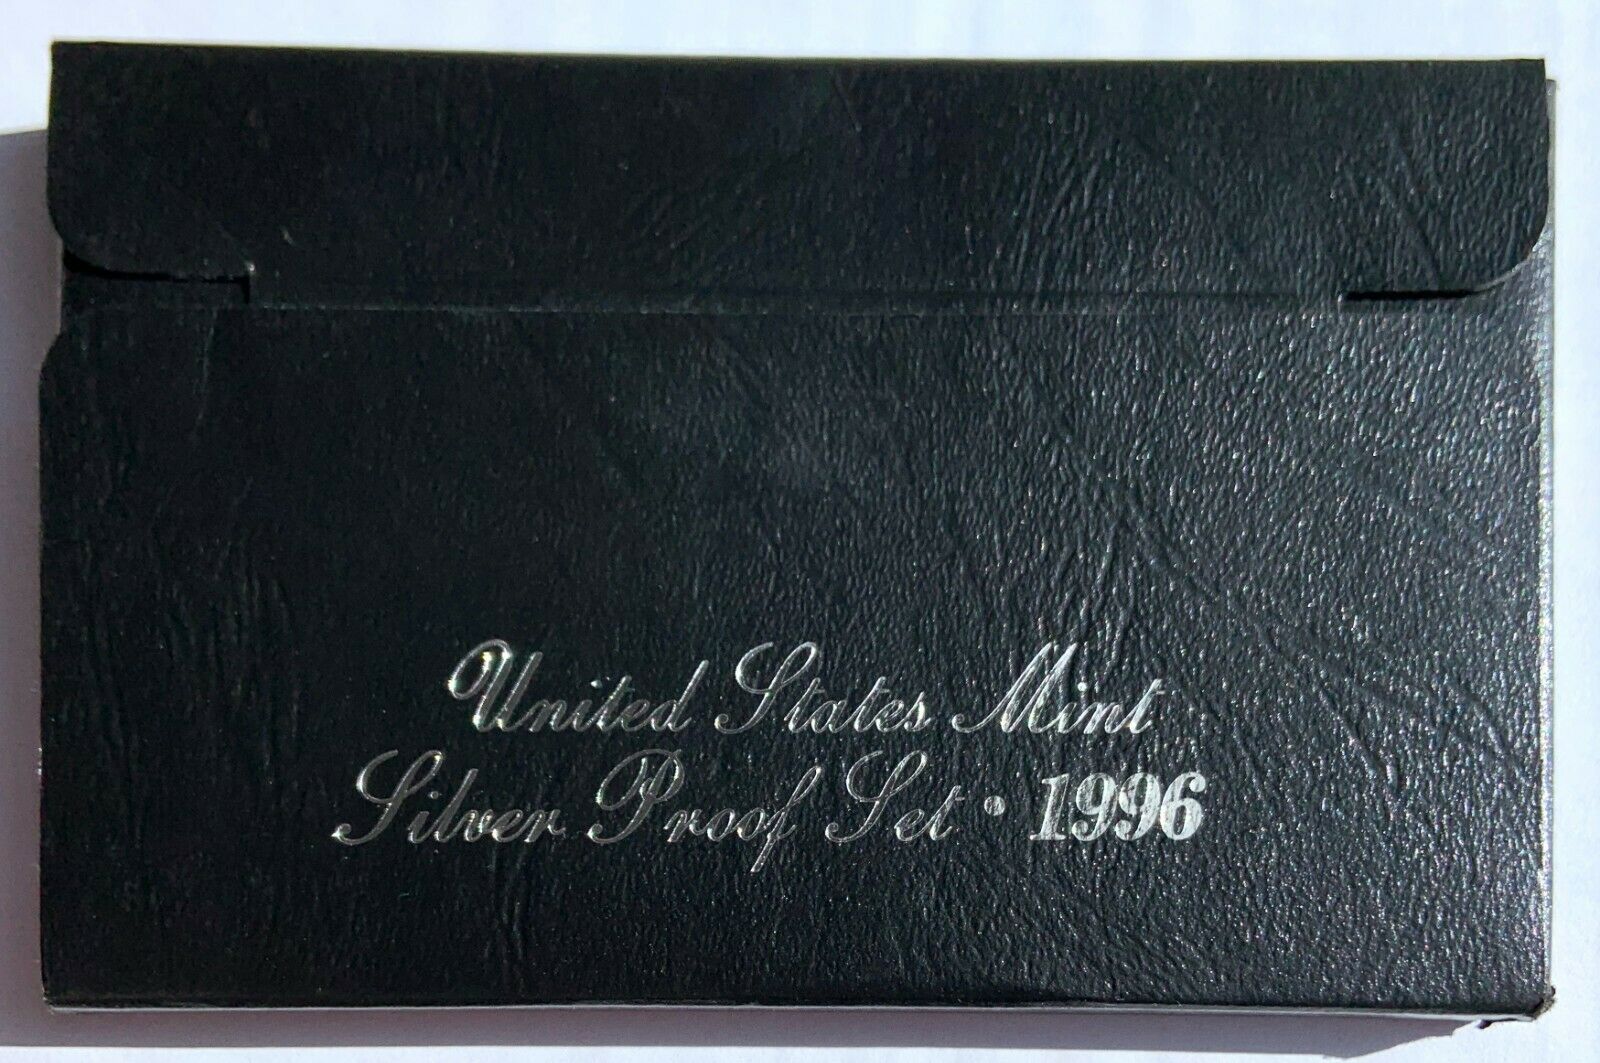 United States Mint
Silver Proof Set • 1996